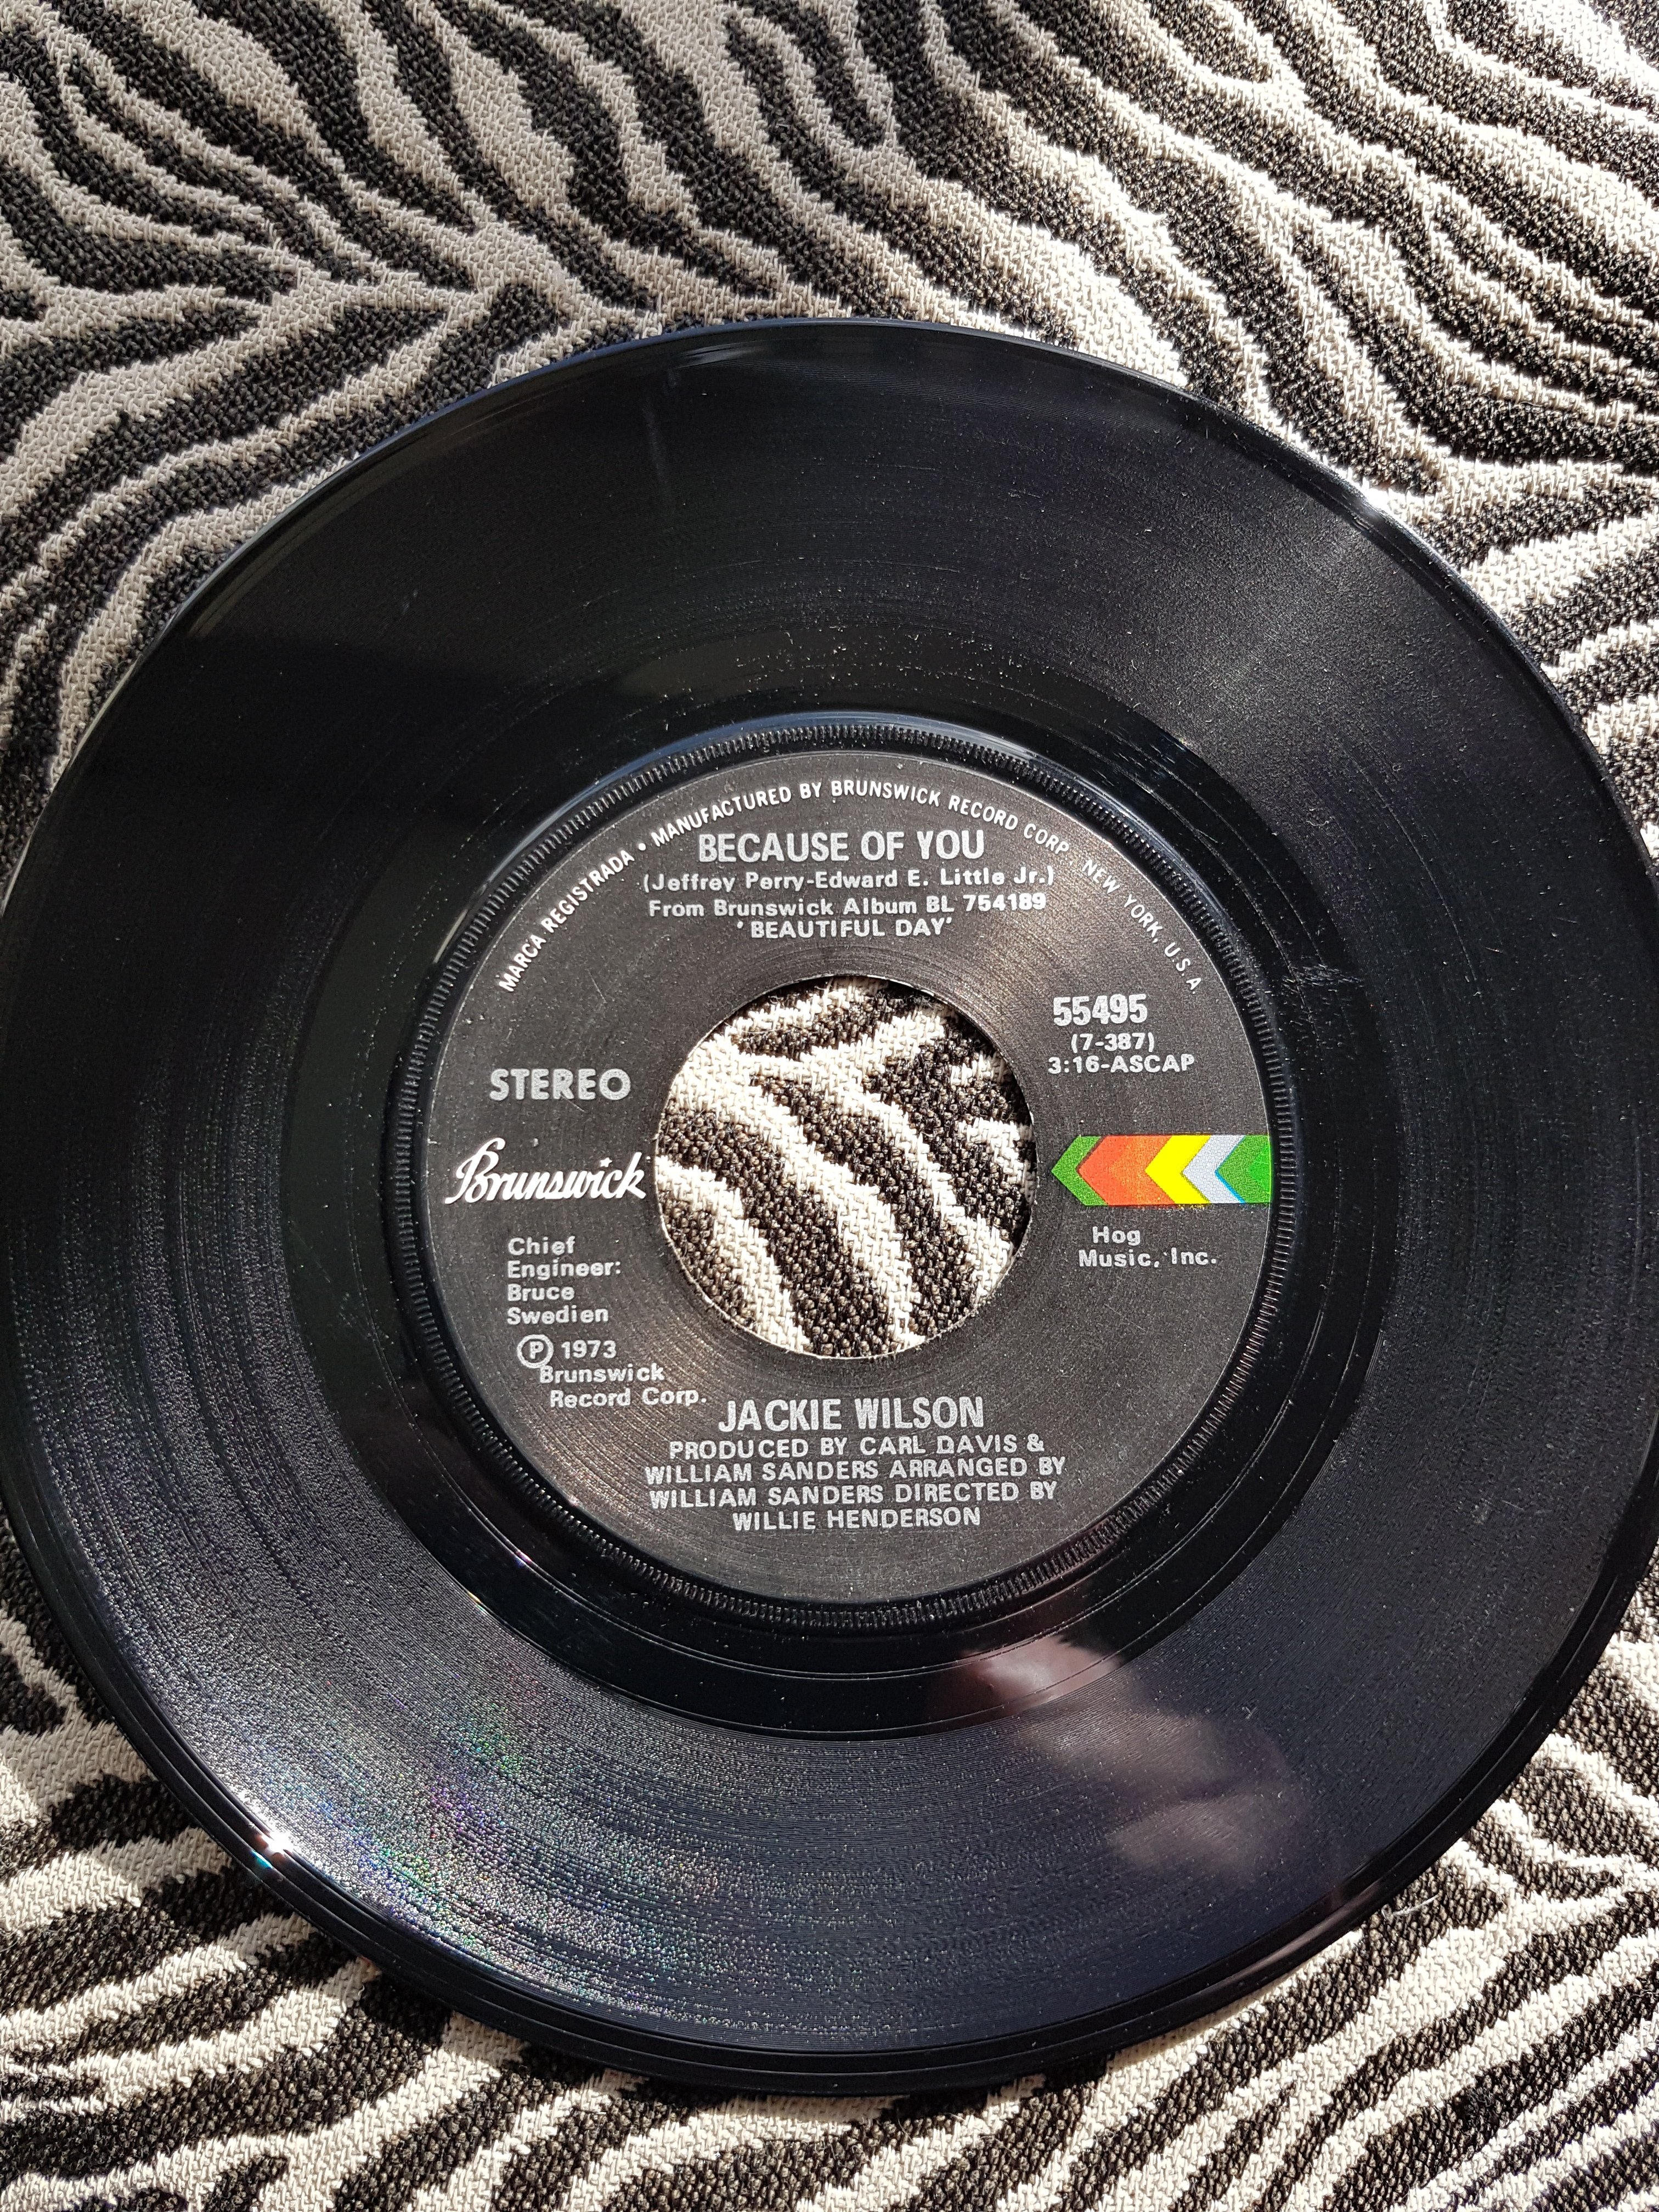 MARCA REGISTRADA • MANUFACTURED BY BRUNSWICK RECORD CORP NEW YORK, U.S.A.
BECAUSE OF YOU
(Jeffrey Perry-Edward E. Little Jr.)
From Brunswick Album BL 754189
'BEAUTIFUL DAY'
55495
(7-387)
3:16-ASCAP
STEREO
Brunswick
Hog
Music, Inc.
Chief
Engineer:
Bruce
Swedien
Ⓟ 1973
Brunswick
Record Corp.
JACKIE WILSON
PRODUCED BY CARL DAVIS &
WILLIAM SANDERS ARRANGED BY
WILLIAM SANDERS DIRECTED BY
WILLIE HENDERSON